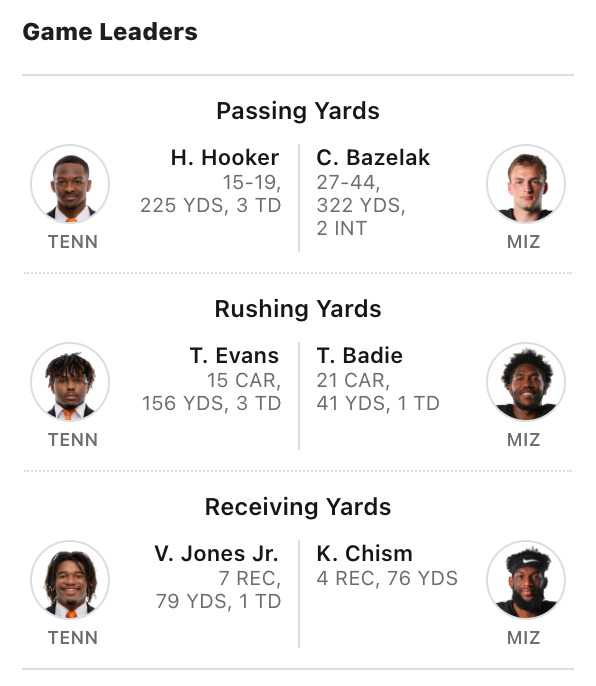 Game Leaders
Passing Yards
H. Hooker
15-19,
225 YDS, 3 TD
TENN
C. Bazelak
27-44,
322 YDS,
2 INT
MIZ
Rushing Yards
T. Evans
15 CAR,
156 YDS, 3 TD
TENN
T. Badie
21 CAR,
41 YDS, 1 TD
MIZ
Receiving Yards
V. Jones Jr.
7 REC,
79 YDS, 1 TD
TENN
K. Chism
4 REC, 76 YDS
MIZ